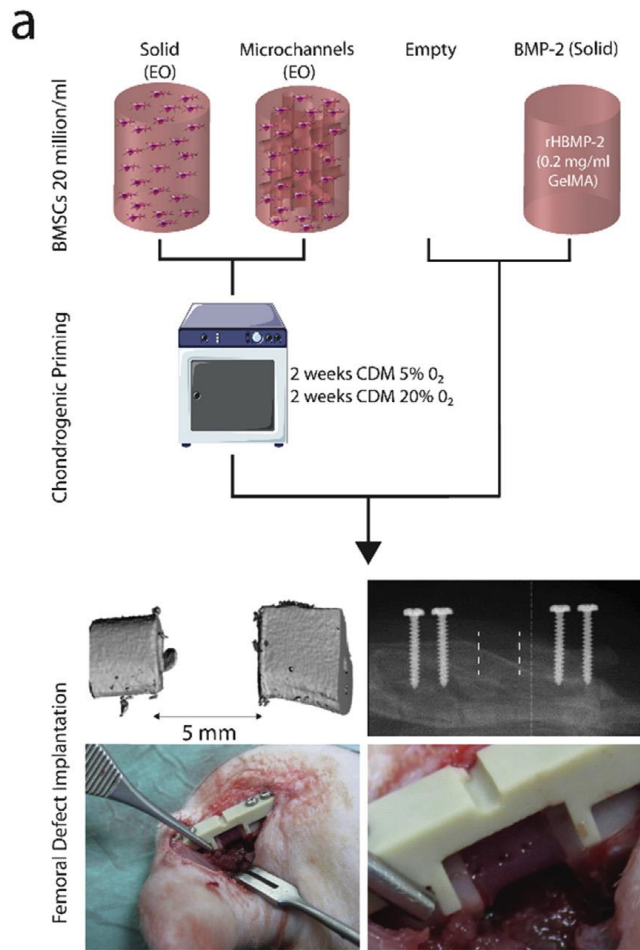 a
Solid
(EO)
Microchannels
(EO)
Empty
BMP-2 (Solid)
BMSCs 20 million/ml
rHBMP-2
(0.2 mg/ml
GelMA)
Chondrogenic Priming
2 weeks CDM 5% 0₂
2 weeks CDM 20% 0₂
Femoral Defect Implantation
5 mm